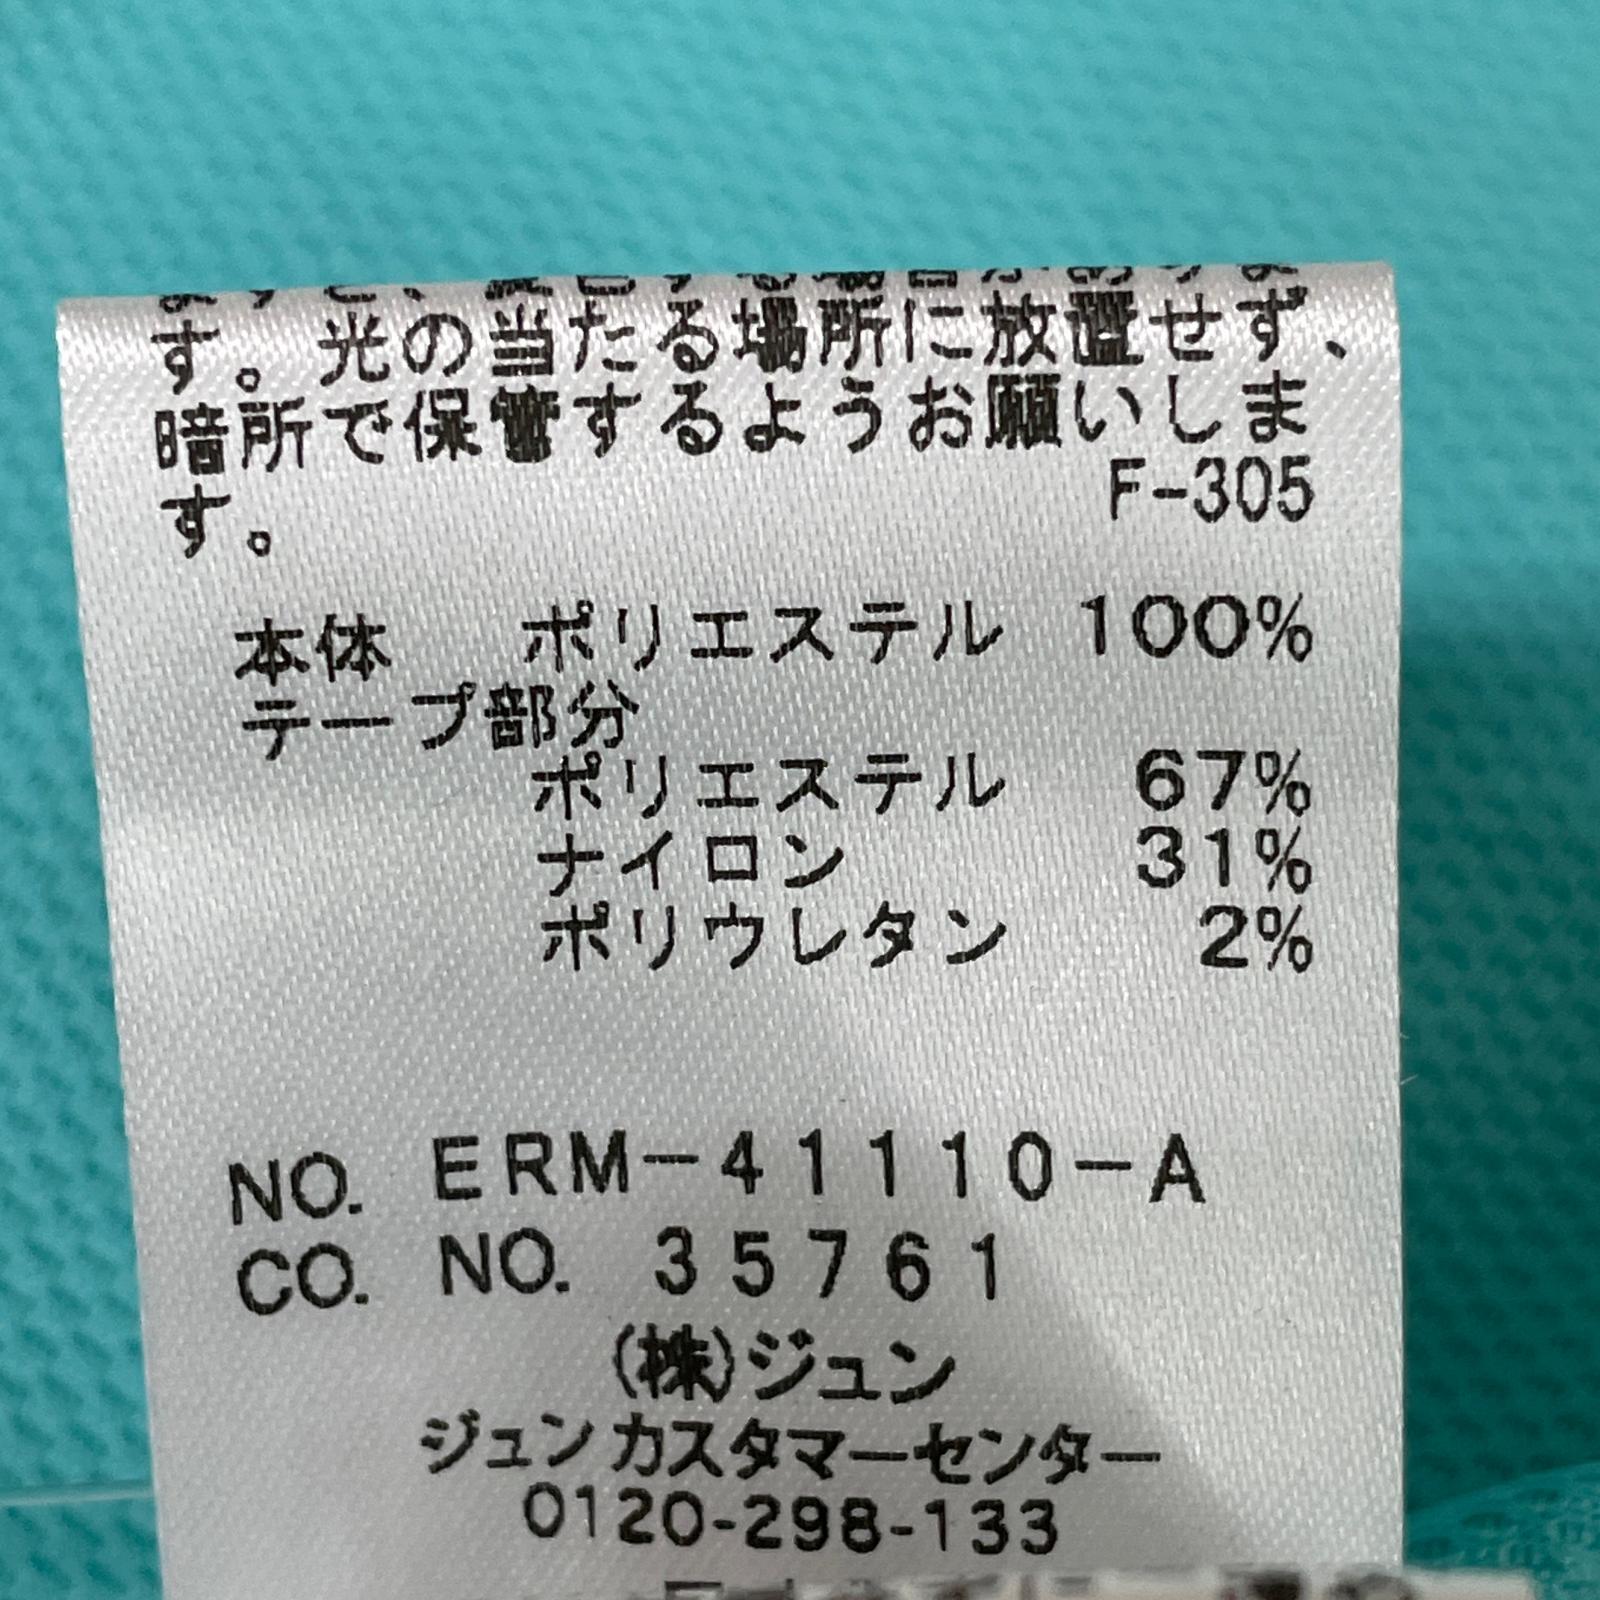 す。光の当たる場所に放置せず、
暗所で保管するようお願いしま
す。
F-305
本体 ポリエステル 100%
テープ部分
ポリエステル 67%
ナイロン 31%
ポリウレタン 2%
NO. ERM-41110-A
CO. NO. 35761
(株)ジュン
ジュンカスタマーセンター
0120-298-133